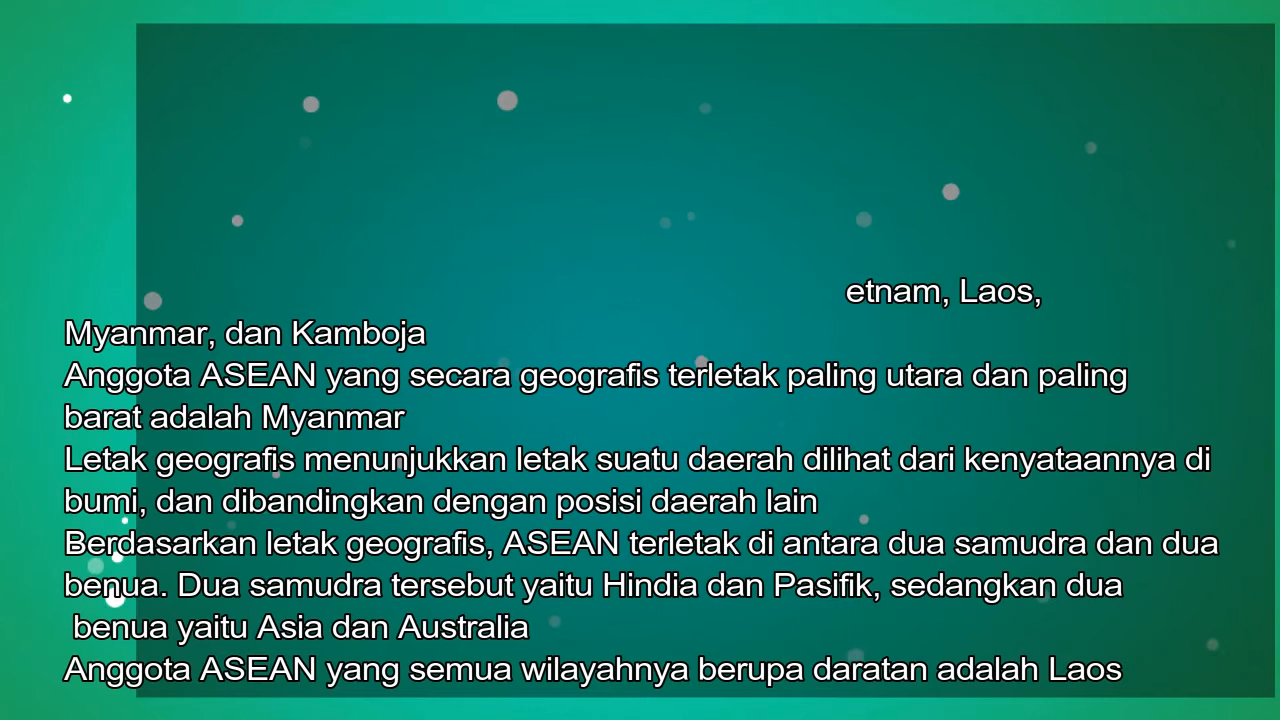 etnam, Laos,
Myanmar, dan Kamboja
Anggota ASEAN yang secara geografis terletak paling utara dan paling
barat adalah Myanmar
Letak geografis menunjukkan letak suatu daerah dilihat dari kenyataannya di
bumi, dan dibandingkan dengan posisi daerah lain
Berdasarkan letak geografis, ASEAN terletak di antara dua samudra dan dua
benua. Dua samudra tersebut yaitu Hindia dan Pasifik, sedangkan dua
benua yaitu Asia dan Australia
Anggota ASEAN yang semua wilayahnya berupa daratan adalah Laos